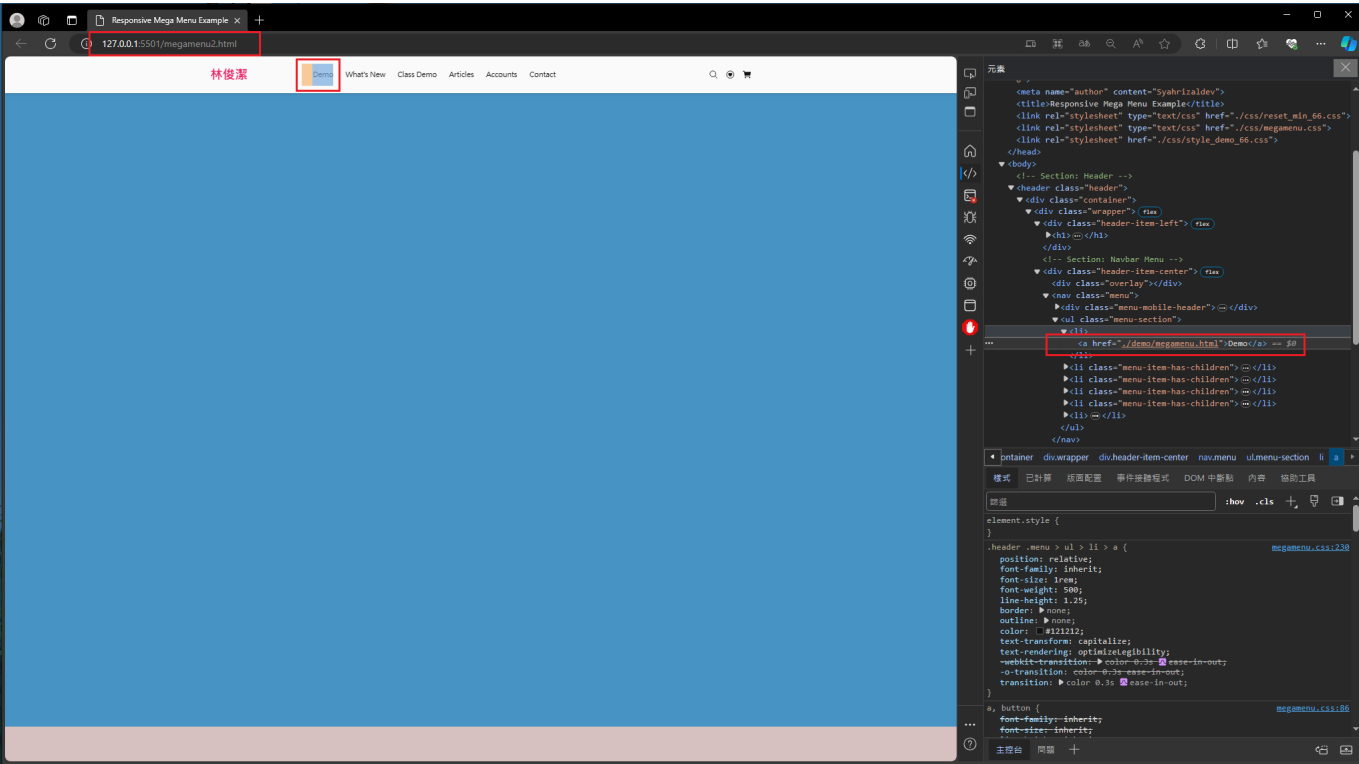 Responsive Mega Menu Example
127.0.0.1:5501/megamenu2.html
林俊潔
Demo What's New Class Demo Articles Accounts Contact
元素
<meta name="author" content="Syahrizaldev">
<title>Responsive Mega Menu Example</title>
<link rel="stylesheet" type="text/css" href="./css/reset_min_66.css">
<link rel="stylesheet" type="text/css" href="./css/megamenu.css">
<link rel="stylesheet" href="./css/style_demo_66.css">
</head>
<body>
<!-- Section: Header -->
<header class="header">
<div class="container">
<div class="wrapper"> flex
<div class="header-item-left"> flex
<h1>…</h1>
</div>
<!-- Section: Navbar Menu -->
<div class="header-item-center"> flex
<div class="overlay"></div>
<nav class="menu">
<div class="menu-mobile-header">…</div>
<ul class="menu-section">
<li>
<a href="./demo/megamenu.html">Demo</a> == $0
</li>
<li class="menu-item-has-children">…</li>
<li class="menu-item-has-children">…</li>
<li class="menu-item-has-children">…</li>
<li class="menu-item-has-children">…</li>
<li>…</li>
</ul>
</nav>
ontainer div.wrapper div.header-item-center nav.menu ul.menu-section li a
樣式 已計算 版面配置 事件接聽程式 DOM 中斷點 內容 協助工具
篩選 :hov .cls
element.style {
}
.header .menu > ul > li > a { megamenu.css:230
position: relative;
font-family: inherit;
font-size: 1rem;
font-weight: 500;
line-height: 1.25;
border: none;
outline: none;
color: #121212;
text-transform: capitalize;
text-rendering: optimizeLegibility;
-webkit-transition: color 0.3s ease-in-out;
-o-transition: color 0.3s ease-in-out;
transition: color 0.3s ease-in-out;
}
a, button { megamenu.css:86
font-family: inherit;
font-size: inherit;
主控台 問題